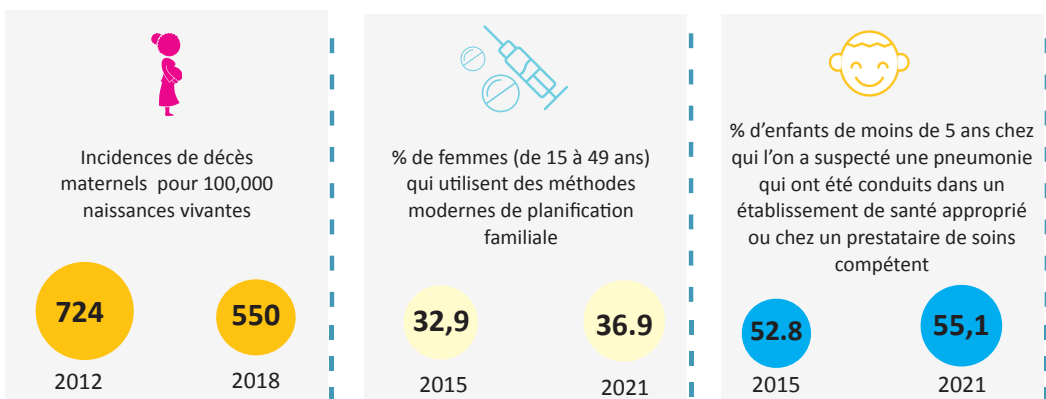 Incidences de décès
maternels pour 100,000
naissances vivantes
724
550
2012
2018
% de femmes (de 15 à 49 ans)
qui utilisent des méthodes
modernes de planification
familiale
32,9
36.9
2015
2021
% d'enfants de moins de 5 ans chez
qui l'on a suspecté une pneumonie
qui ont été conduits dans un
établissement de santé approprié
ou chez un prestataire de soins
compétent
52.8
55,1
2015
2021